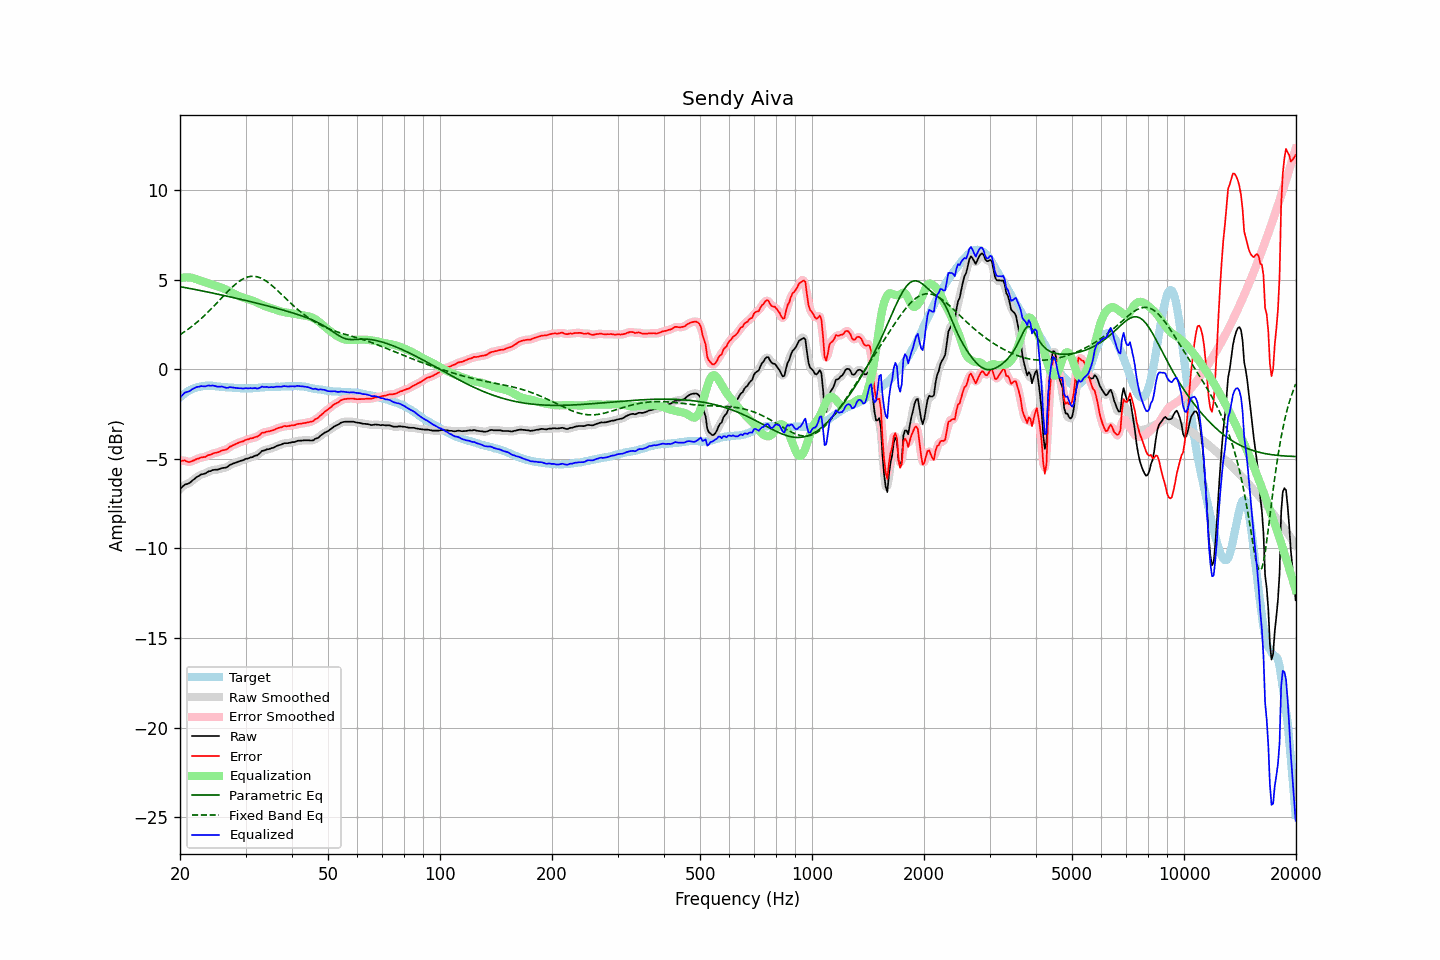 Sendy Aiva
Amplitude (dBr)
10
5
0
−5
−10
−15
−20
−25
Target
Raw Smoothed
Error Smoothed
Raw
Error
Equalization
Parametric Eq
Fixed Band Eq
Equalized
20 50 100 200 500 1000 2000 5000 10000 20000
Frequency (Hz)